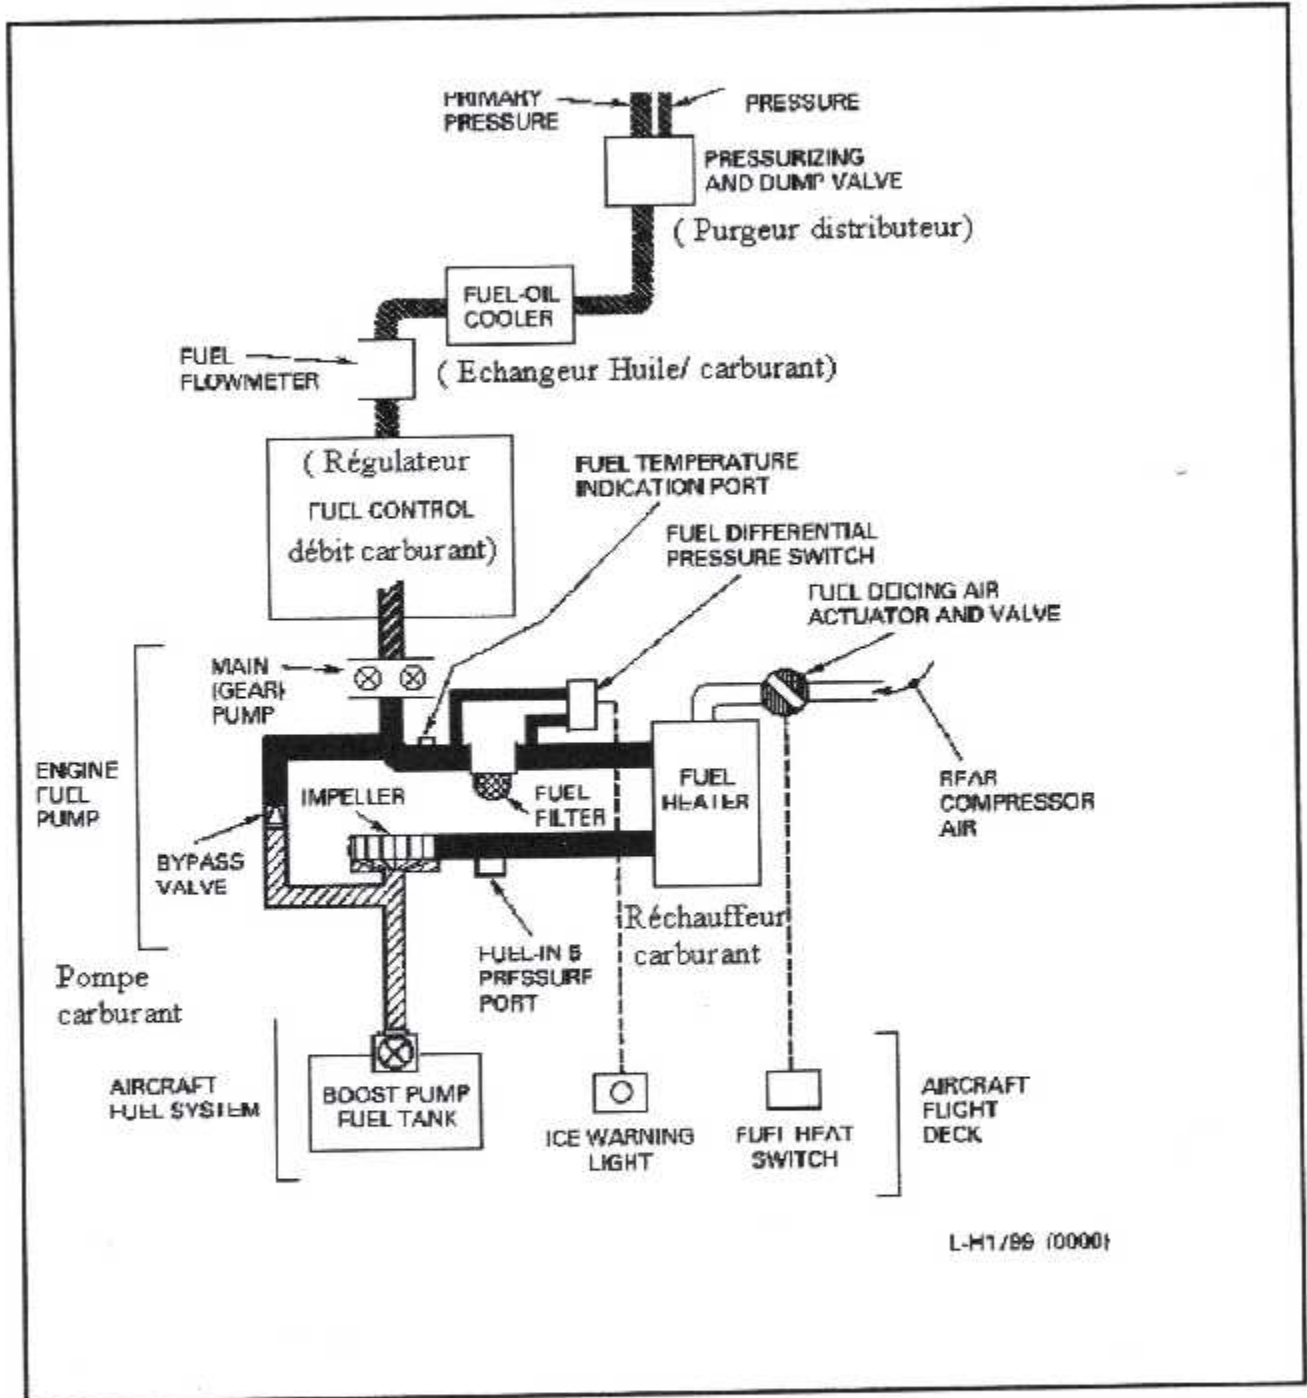 PRIMARY
PRESSURE
PRESSURE
PRESSURIZING
AND DUMP VALVE
( Purgeur distributeur)
FUEL-OIL
COOLER
( Echangeur Huile/ carburant)
FUEL
FLOWMETER
( Régulateur
FUEL CONTROL
débit carburant)
FUEL TEMPERATURE
INDICATION PORT
FUEL DIFFERENTIAL
PRESSURE SWITCH
FUEL DEICING AIR
ACTUATOR AND VALVE
MAIN
(GEAR)
PUMP
ENGINE
FUEL
PUMP
IMPELLER
FUEL
FILTER
FUEL
HEATER
REAR
COMPRESSOR
AIR
BYPASS
VALVE
Réchauffeur
carburant
FUEL-IN
PRESSURE
PORT
Pompe
carburant
AIRCRAFT
FUEL SYSTEM
BOOST PUMP
FUEL TANK
ICE WARNING
LIGHT
FUEL HEAT
SWITCH
AIRCRAFT
FLIGHT
DECK
(0000)